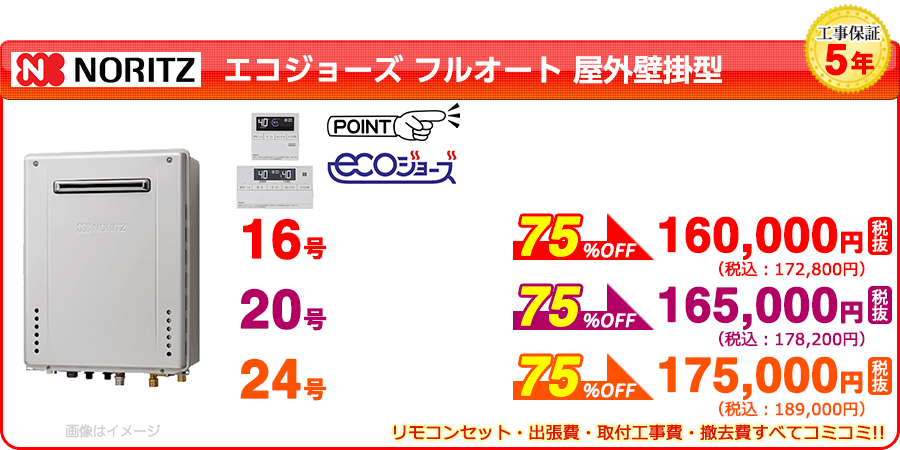 工事保証
5年
NORITZ エコジョーズ フルオート 屋外壁掛型
POINT
ecoジョーズ
NORITZ
16号 75%OFF 160,000円 税抜
(税込：172,800円)
20号 75%OFF 165,000円 税抜
(税込：178,200円)
24号 75%OFF 175,000円 税抜
(税込：189,000円)
画像はイメージ
リモコンセット・出張費・取付工事費・撤去費すべてコミコミ!!